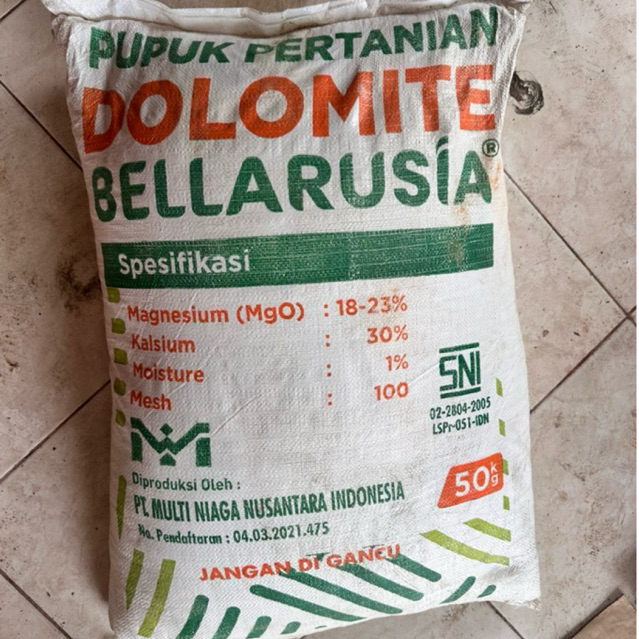 PUPUK PERTANIAN
DOLOMITE
BELLARUSÍA®
Spesifikasi
Magnesium (MgO) : 18-23%
Kalsium : 30%
Moisture : 1%
Mesh : 100
SNI
02-2804-2005
LSPr-051-IDN
Diproduksi Oleh :
PT. MULTI NIAGA NUSANTARA INDONESIA
No. Pendaftaran : 04.03.2021.475
50 kg
JANGAN DI GANCU